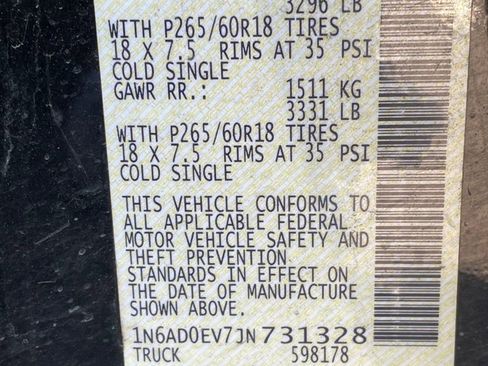 3296 LB
WITH P265/60R18 TIRES
18 X 7.5 RIMS AT 35 PSI
COLD SINGLE
GAWR RR.: 1511 KG
3331 LB
WITH P265/60R18 TIRES
18 X 7.5 RIMS AT 35 PSI
COLD SINGLE
THIS VEHICLE CONFORMS TO
ALL APPLICABLE FEDERAL
MOTOR VEHICLE SAFETY AND
THEFT PREVENTION
STANDARDS IN EFFECT ON
THE DATE OF MANUFACTURE
SHOWN ABOVE.
1N6AD0EV7JN731328
TRUCK 598178